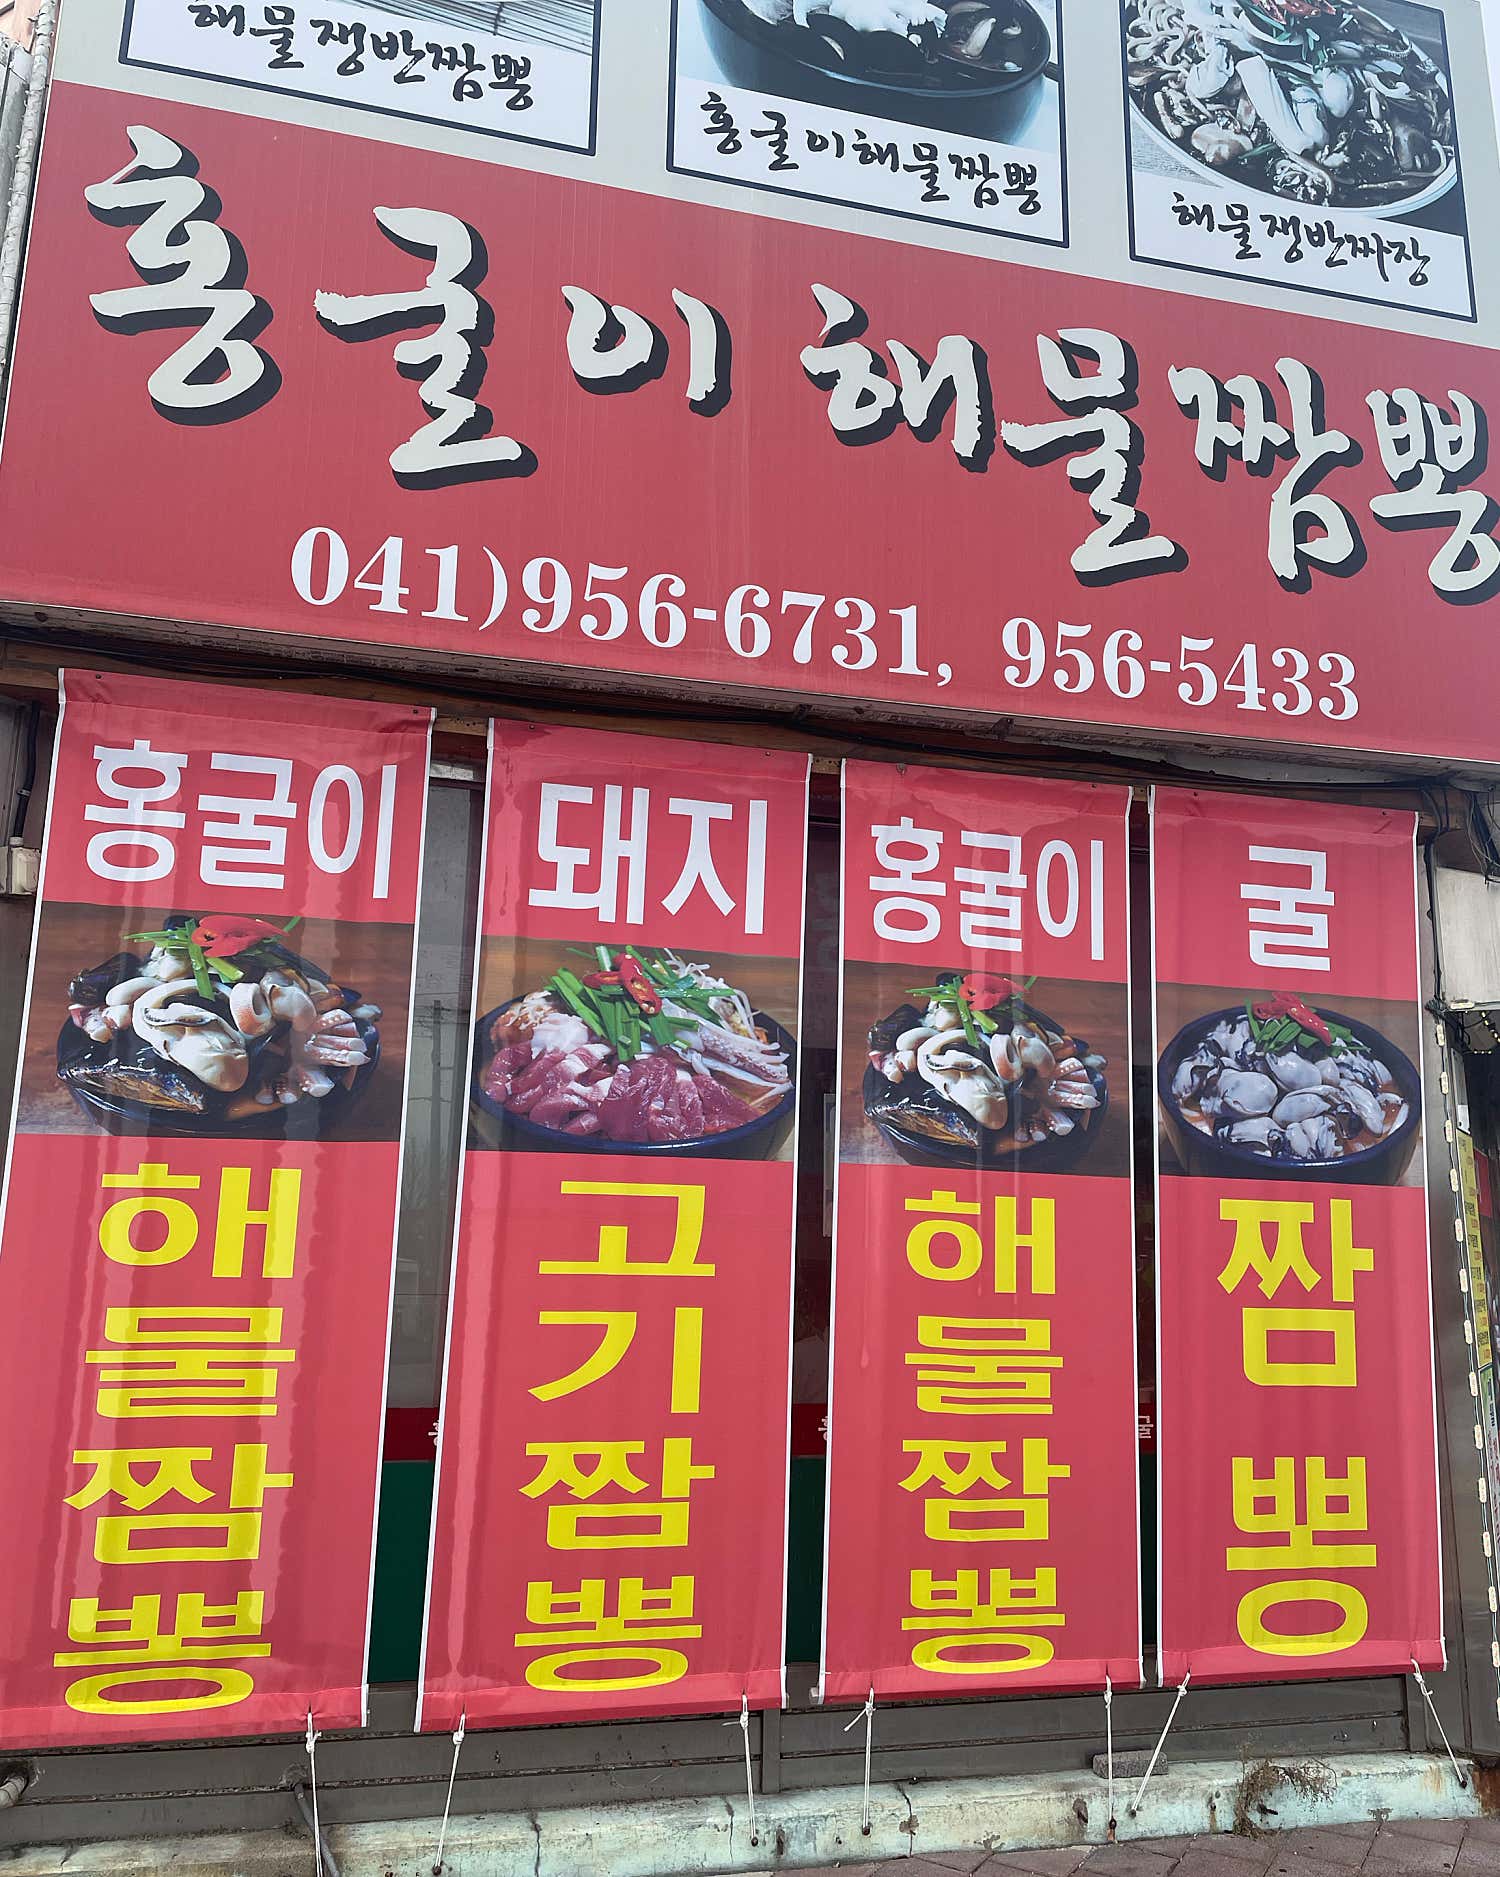 해물쟁반짬뽕
홍굴이해물짬뽕
해물쟁반짜장
홍굴이해물짬뽕
041)956-6731, 956-5433
홍굴이
해
물
짬
뽕
돼지
고
기
짬
뽕
홍굴이
해
물
짬
뽕
굴
짬
뽕